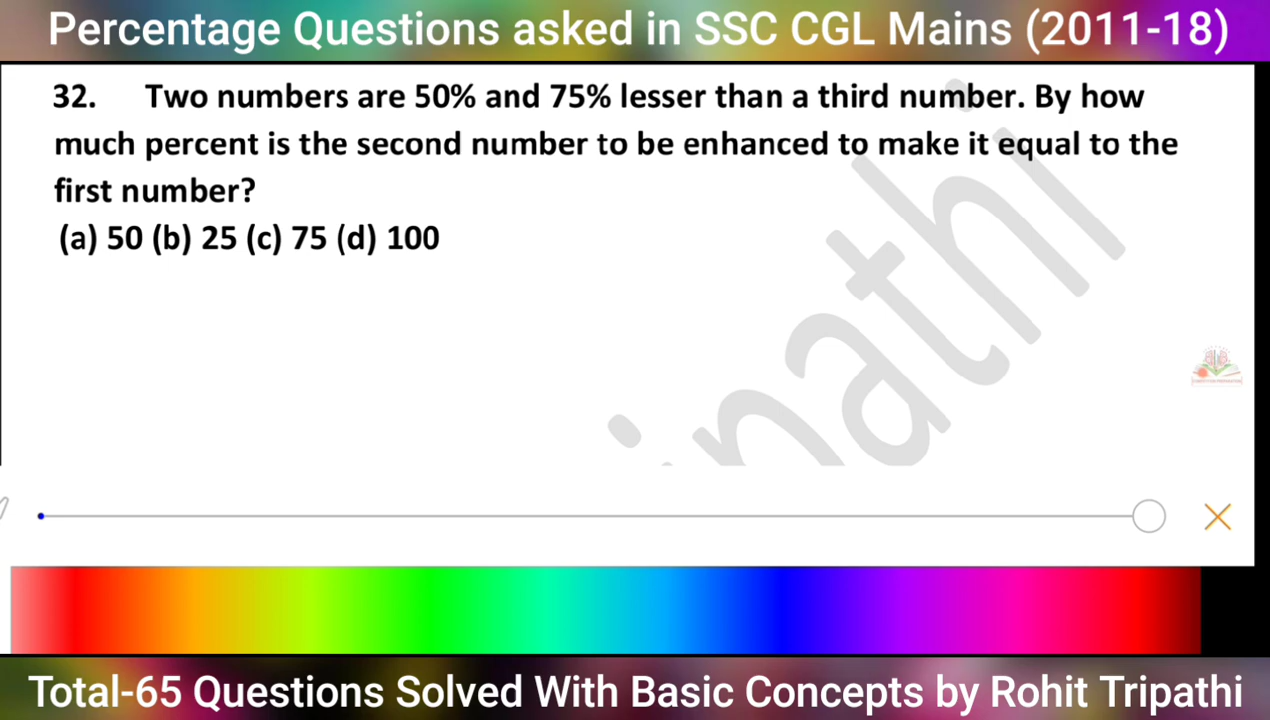 Percentage Questions asked in SSC CGL Mains (2011-18)
32. Two numbers are 50% and 75% lesser than a third number. By how
much percent is the second number to be enhanced to make it equal to the
first number?
(a) 50 (b) 25 (c) 75 (d) 100
inathi
Total-65 Questions Solved With Basic Concepts by Rohit Tripathi